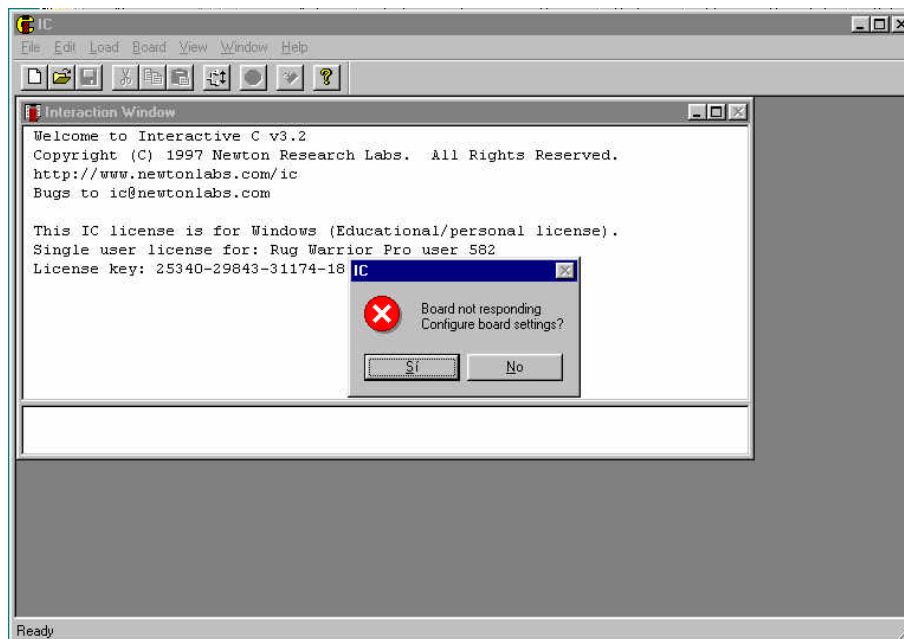 IC
File Edit Load Board View Window Help
Interaction Window
Welcome to Interactive C v3.2
Copyright (C) 1997 Newton Research Labs. All Rights Reserved.
http://www.newtonlabs.com/ic
Bugs to ic@newtonlabs.com
This IC license is for Windows (Educational/personal license).
Single user license for: Rug Warrior Pro user 582
License key: 25340-29843-31174-18
IC
Board not responding
Configure board settings?
Sí No
Ready